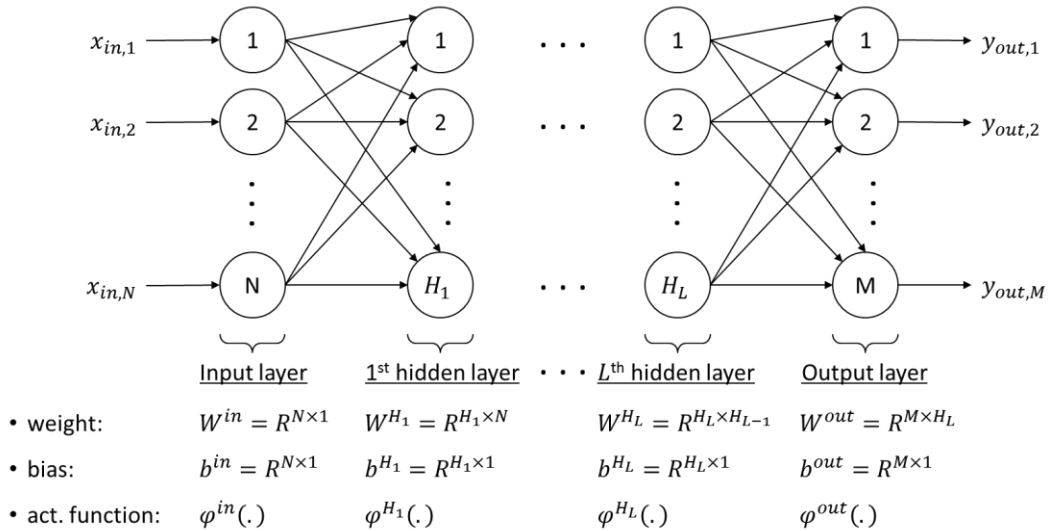 x_{in,1} 1 1 . . . 1 1 y_{out,1}
x_{in,2} 2 2 . . . 2 2 y_{out,2}
x_{in,N} N H_1 . . . H_L M y_{out,M}
Input layer 1^{st} hidden layer . . . L^{th} hidden layer Output layer
• weight: W^{in} = R^{N×1} W^{H_1} = R^{H_1×N} W^{H_L} = R^{H_L×H_{L−1}} W^{out} = R^{M×H_L}
• bias: b^{in} = R^{N×1} b^{H_1} = R^{H_1×1} b^{H_L} = R^{H_L×1} b^{out} = R^{M×1}
• act. function: φ^{in}(.) φ^{H_1}(.) φ^{H_L}(.) φ^{out}(.)